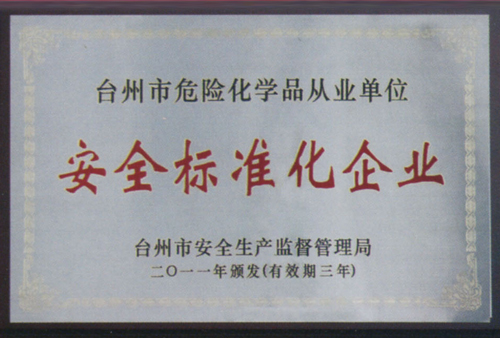 台州市危险化学品从业单位
安全标准化企业
台州市安全生产监督管理局
二〇一一年颁发(有效期三年)